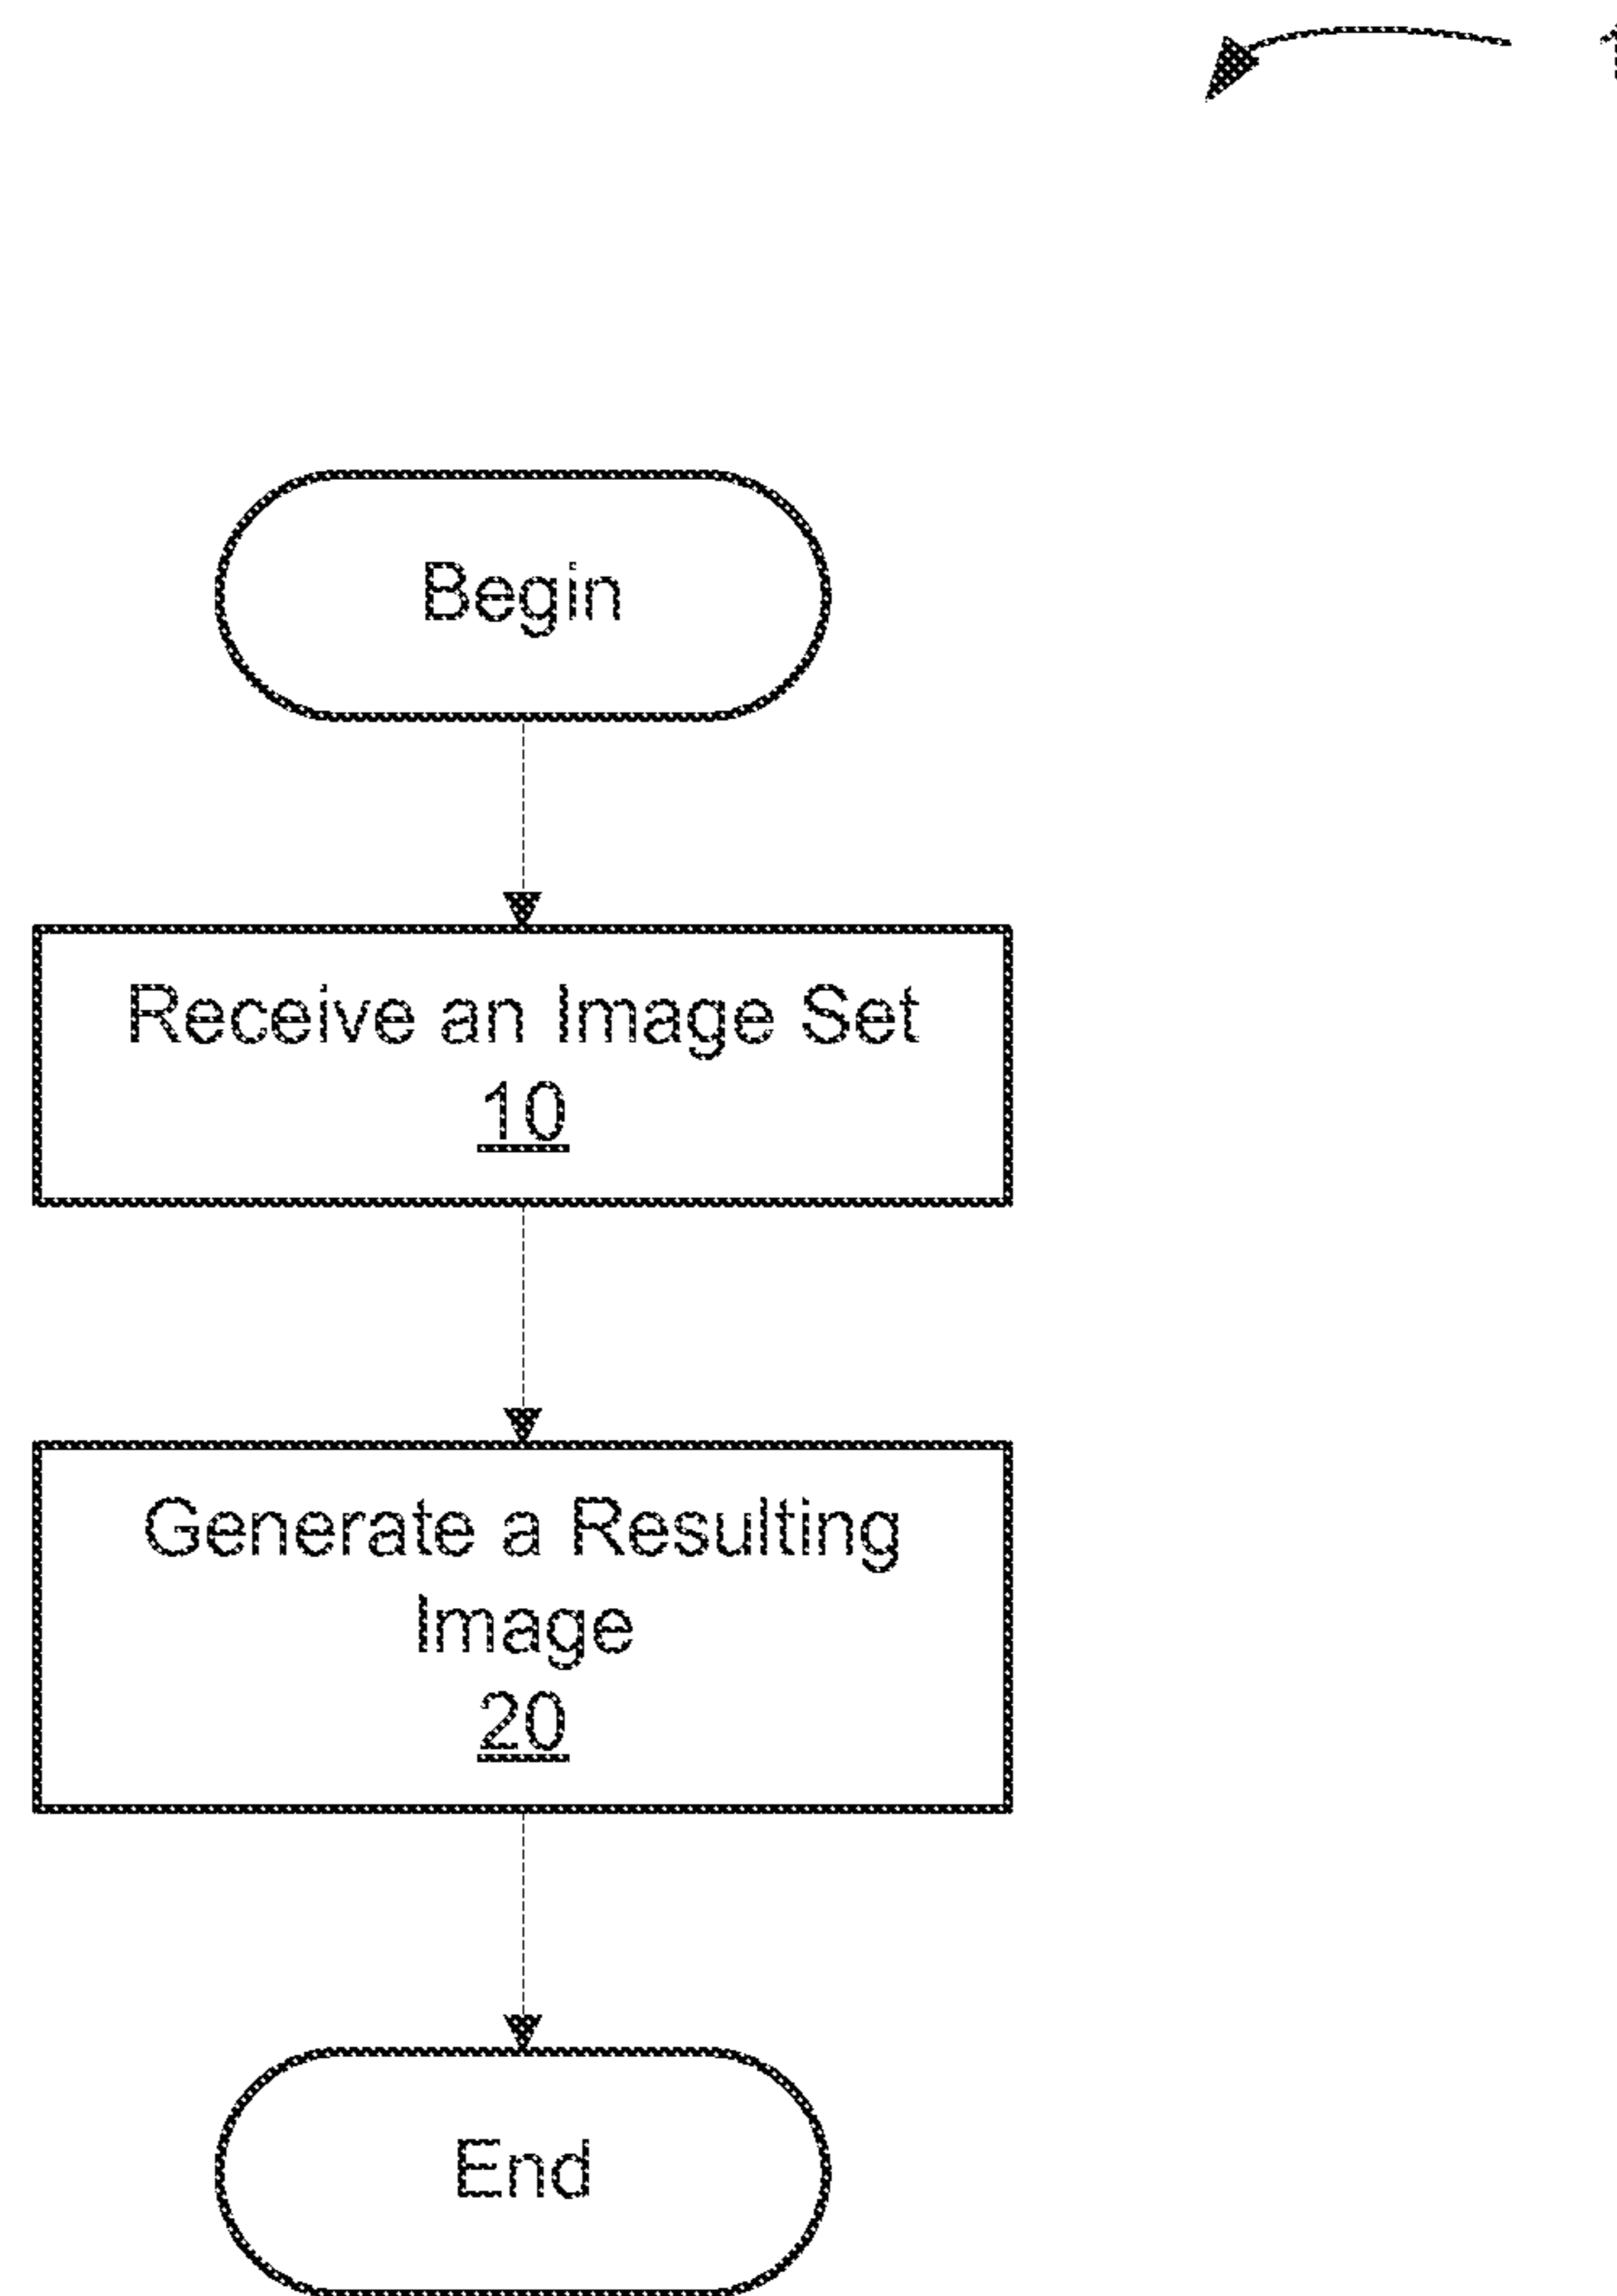 Begin
Receive an Image Set
10
Generate a Resulting
Image
20
End